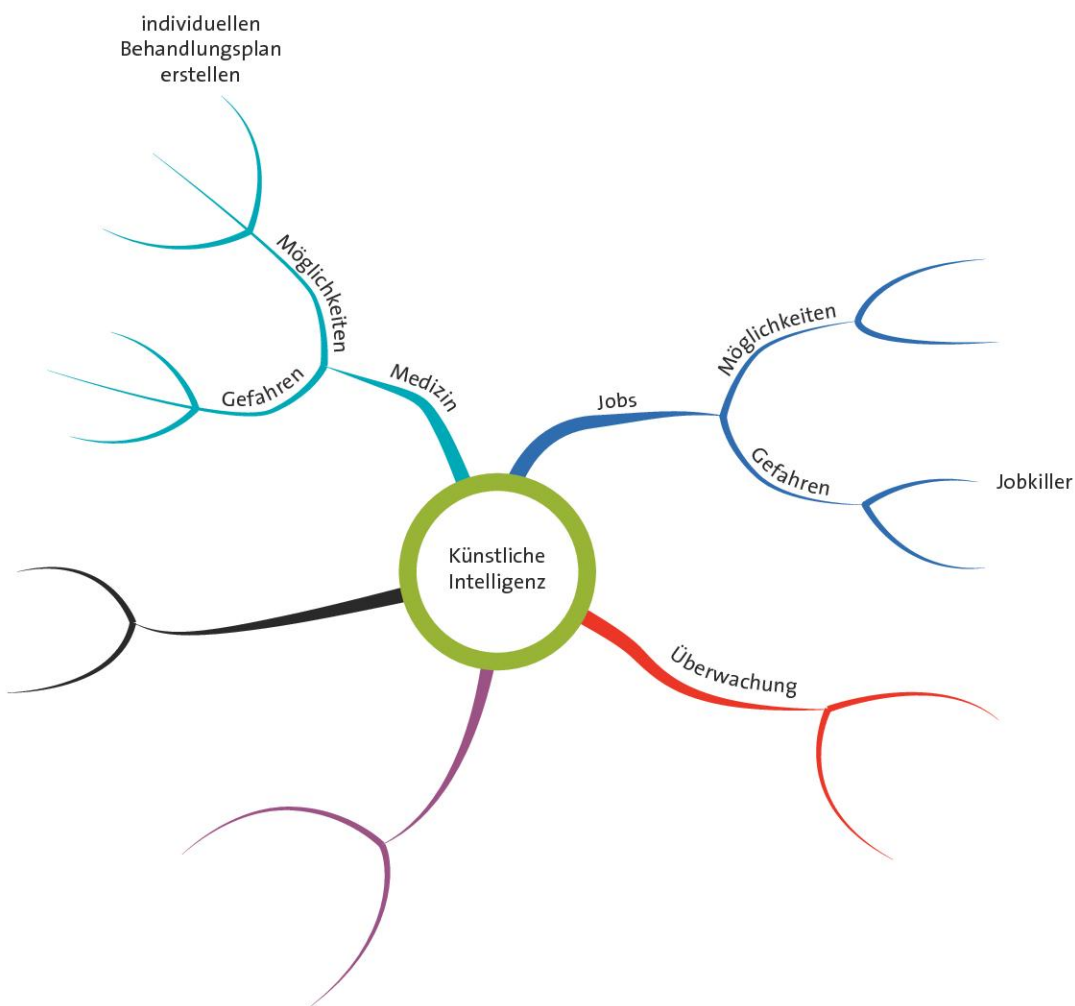 individuellen
Behandlungsplan
erstellen
Möglichkeiten
Gefahren
Medizin
Jobs
Möglichkeiten
Gefahren
Jobkiller
Künstliche
Intelligenz
Überwachung